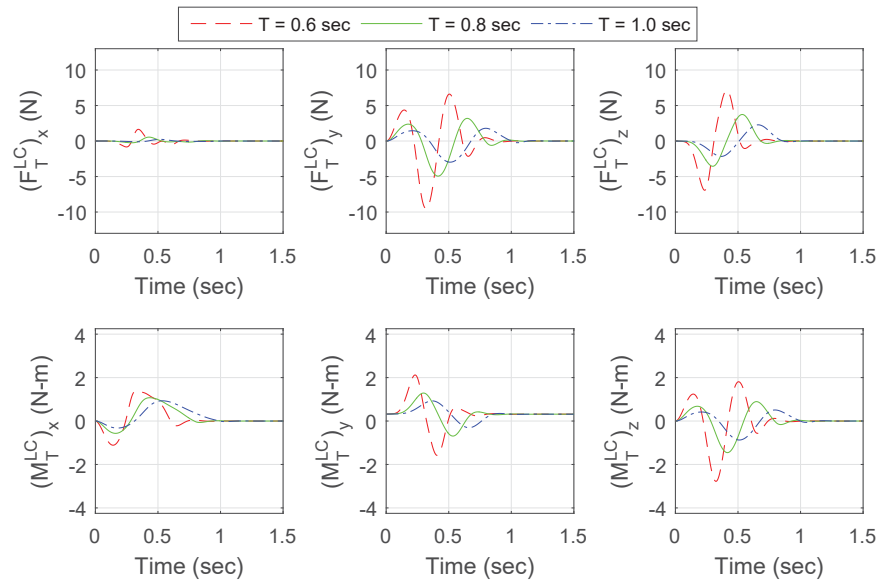 T = 0.6 sec T = 0.8 sec T = 1.0 sec
10
5
0
-5
-10
(F_T^LC)_x (N)
0 0.5 1 1.5
Time (sec)
10
5
0
-5
-10
(F_T^LC)_y (N)
0 0.5 1 1.5
Time (sec)
10
5
0
-5
-10
(F_T^LC)_z (N)
0 0.5 1 1.5
Time (sec)
4
2
0
-2
-4
(M_T^LC)_x (N-m)
0 0.5 1 1.5
Time (sec)
4
2
0
-2
-4
(M_T^LC)_y (N-m)
0 0.5 1 1.5
Time (sec)
4
2
0
-2
-4
(M_T^LC)_z (N-m)
0 0.5 1 1.5
Time (sec)